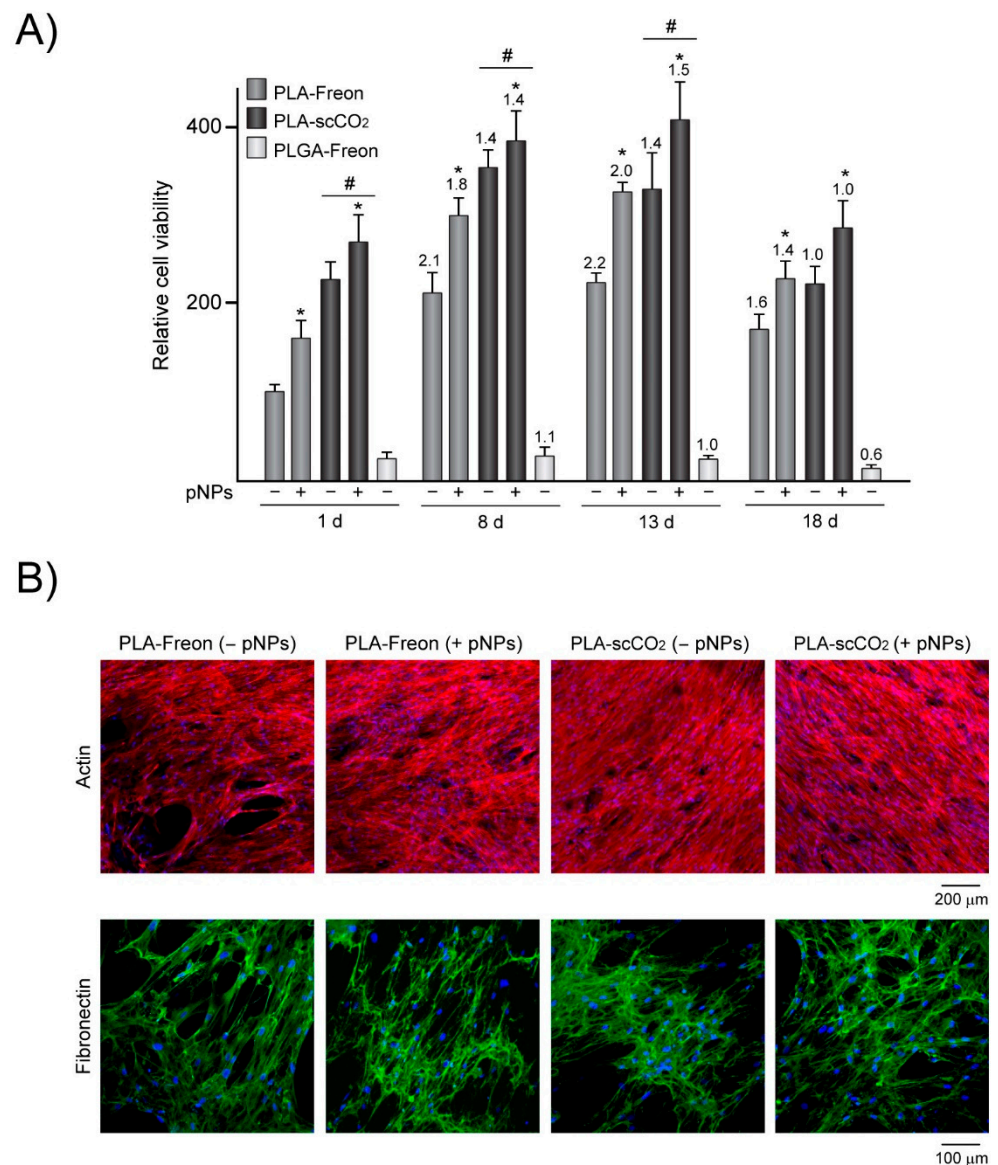 A)
PLA-Freon
PLA-scCO₂
PLGA-Freon
Relative cell viability
400
200
#
*
*
#
2.1
*
1.8
1.4
*
1.4
1.1
#
2.2
*
2.0
1.4
*
1.5
1.0
1.6
*
1.4
1.0
*
1.0
0.6
pNPs − + − + − − + − + − − + − + − − + − + −
1 d 8 d 13 d 18 d
B)
PLA-Freon (− pNPs) PLA-Freon (+ pNPs) PLA-scCO₂ (− pNPs) PLA-scCO₂ (+ pNPs)
Actin
200 μm
Fibronectin
100 μm